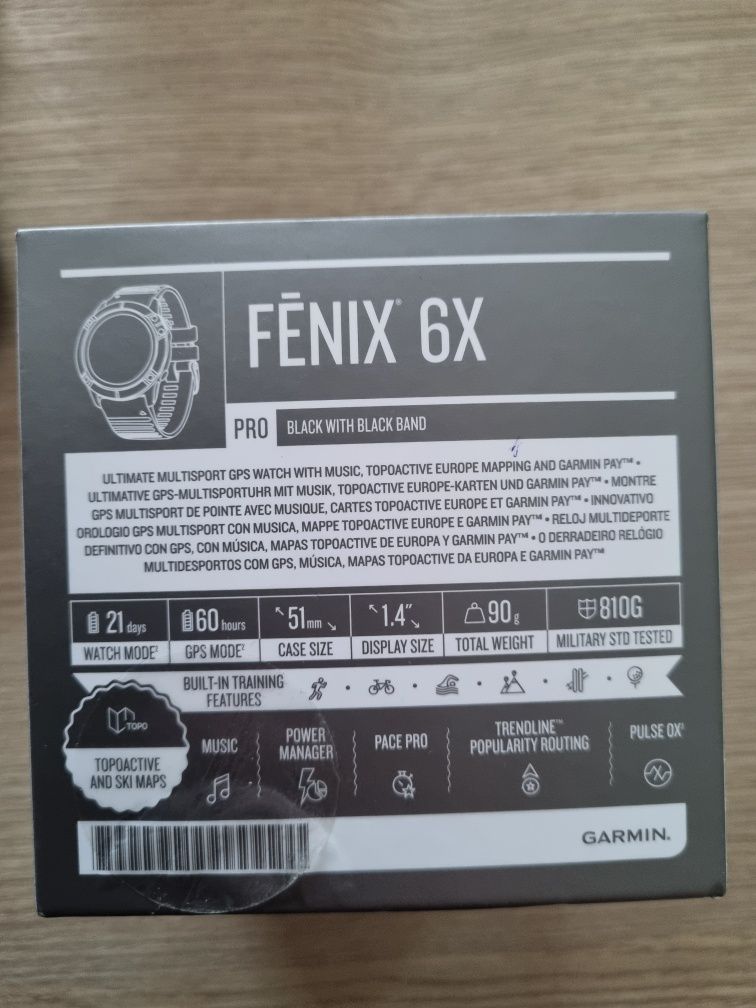 FĒNIX® 6X
PRO BLACK WITH BLACK BAND
ULTIMATE MULTISPORT GPS WATCH WITH MUSIC, TOPOACTIVE EUROPE MAPPING AND GARMIN PAY™ •
ULTIMATIVE GPS-MULTISPORTUHR MIT MUSIK, TOPOACTIVE EUROPE-KARTEN UND GARMIN PAY™ • MONTRE
GPS MULTISPORT DE POINTE AVEC MUSIQUE, CARTES TOPOACTIVE EUROPE ET GARMIN PAY™ • INNOVATIVO
OROLOGIO GPS MULTISPORT CON MUSICA, MAPPE TOPOACTIVE EUROPE E GARMIN PAY™ • RELOJ MULTIDEPORTE
DEFINITIVO CON GPS, CON MÚSICA, MAPAS TOPOACTIVE DE EUROPA Y GARMIN PAY™ • O DERRADEIRO RELÓGIO
MULTIDESPORTOS COM GPS, MÚSICA, MAPAS TOPOACTIVE DA EUROPA E GARMIN PAY™
21 days
WATCH MODE²
60 hours
GPS MODE²
51mm
CASE SIZE
1.4″
DISPLAY SIZE
90g
TOTAL WEIGHT
810G
MILITARY STD TESTED
BUILT-IN TRAINING
FEATURES
TOPO
TOPOACTIVE
AND SKI MAPS
MUSIC
POWER
MANAGER
PACE PRO
TRENDLINE™
POPULARITY ROUTING
PULSE OX¹
GARMIN.